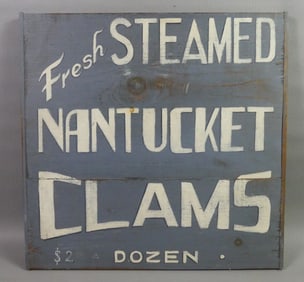 Fresh STEAMED
NANTUCKET
CLAMS
$2 A DOZEN .